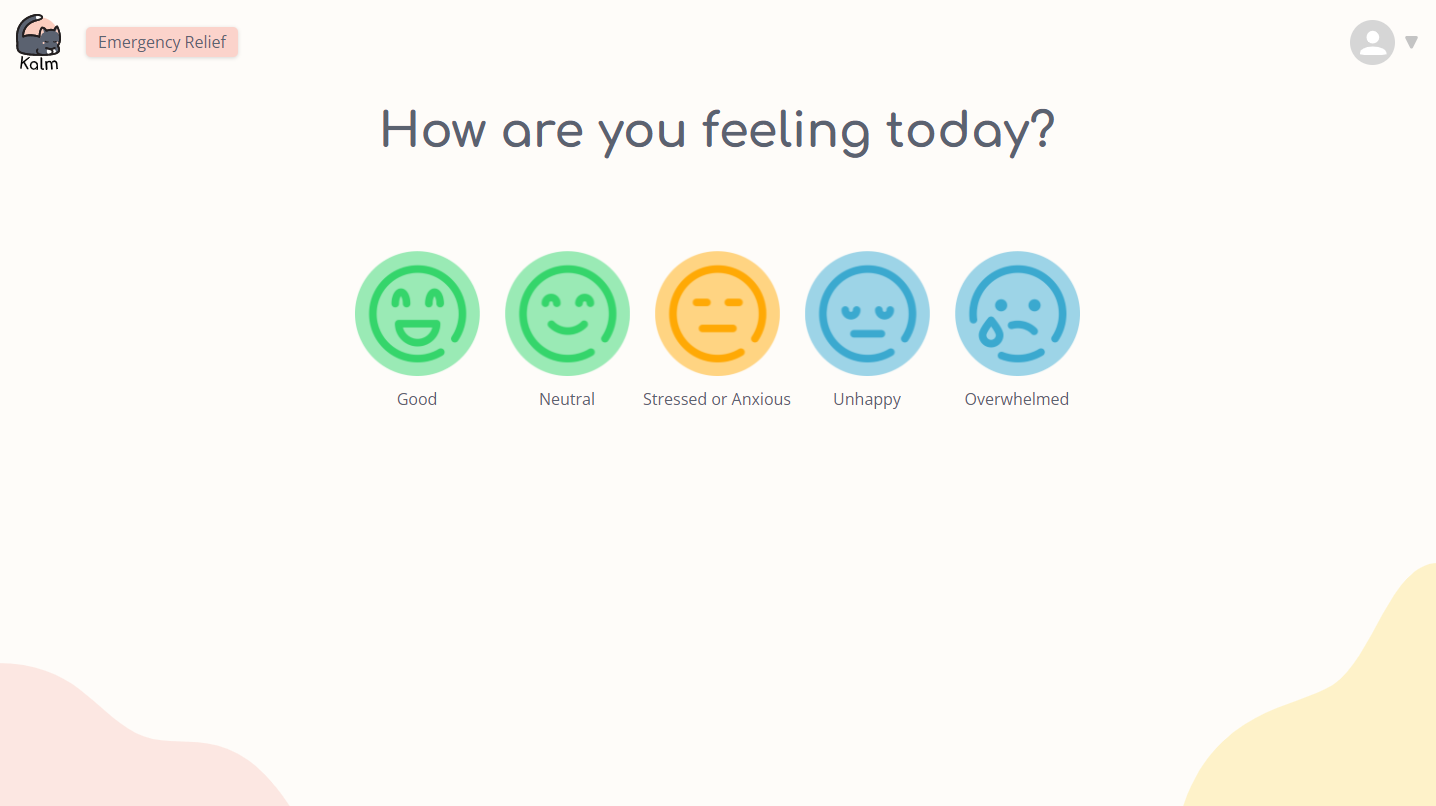 Kalm
Emergency Relief
How are you feeling today?
Good
Neutral
Stressed or Anxious
Unhappy
Overwhelmed